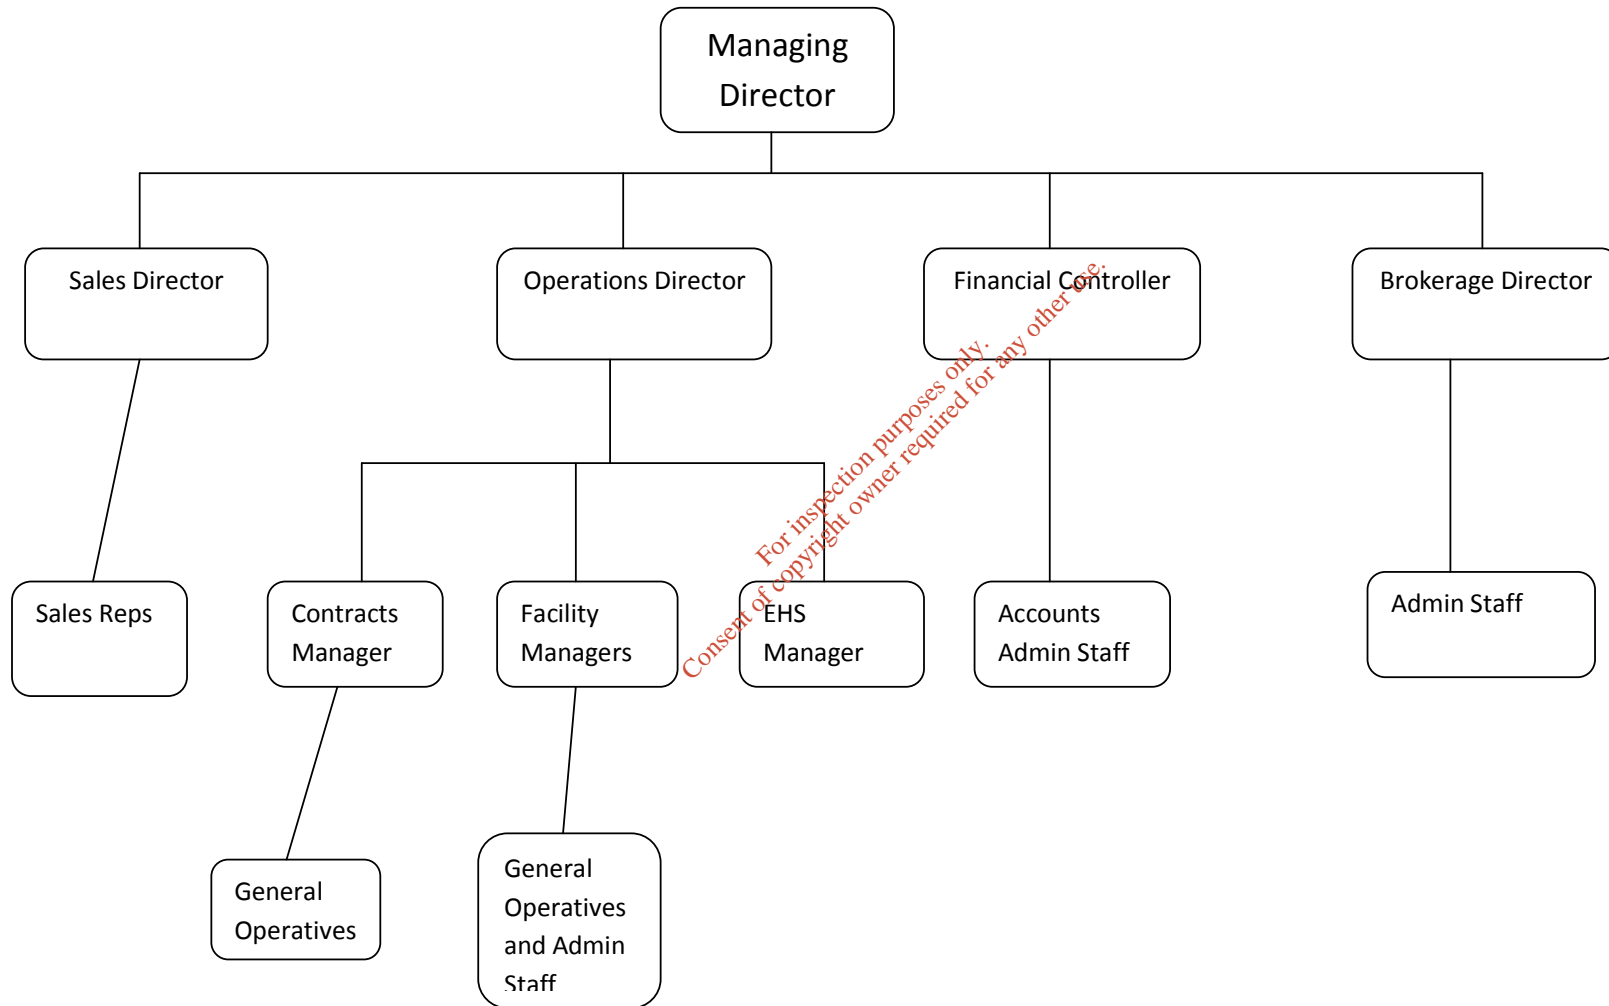 Managing
Director
Sales Director
Operations Director
Financial Controller
Brokerage Director
For inspection purposes only.
Consent of copyright owner required for any other use.
Sales Reps
Contracts
Manager
Facility
Managers
EHS
Manager
Accounts
Admin Staff
Admin Staff
General
Operatives
General
Operatives
and Admin
Staff